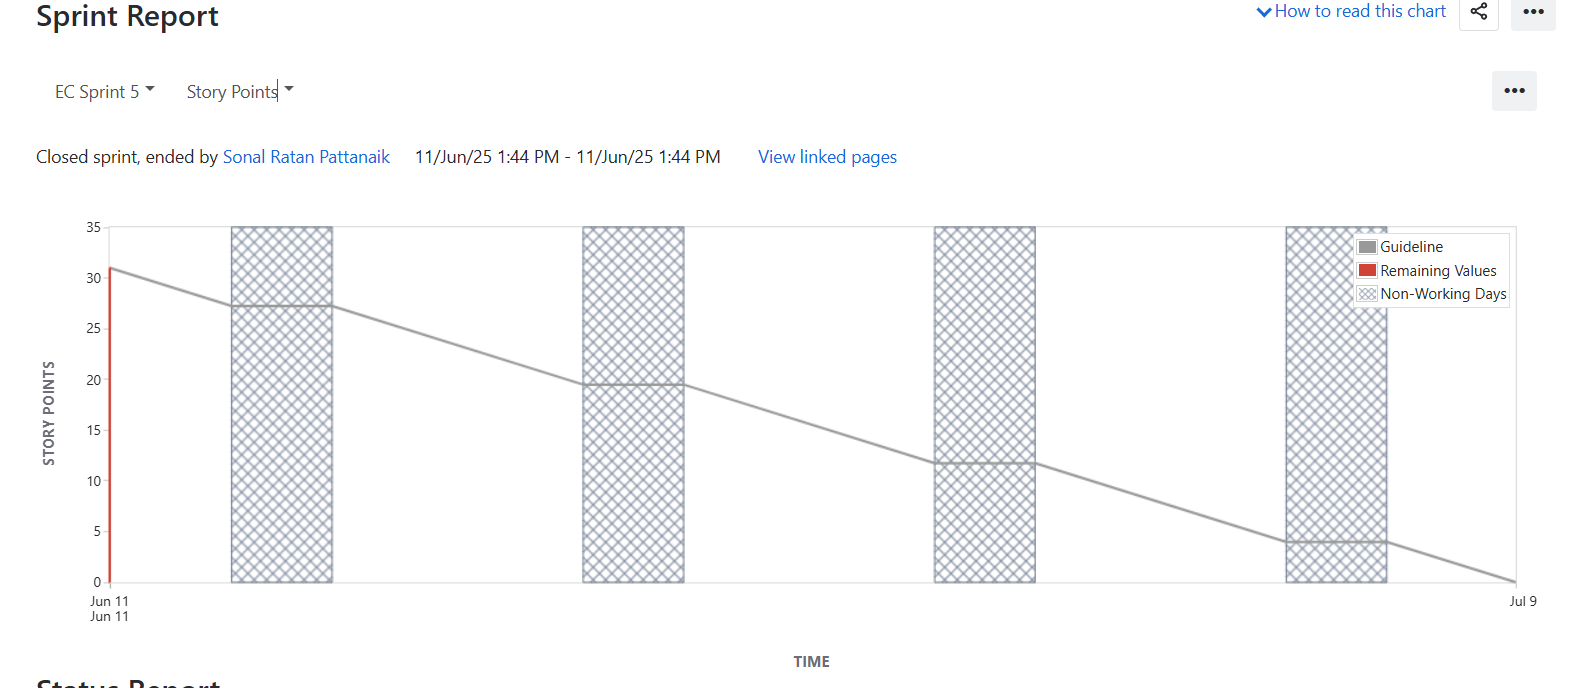 Sprint Report
How to read this chart
EC Sprint 5 Story Points
Closed sprint, ended by Sonal Ratan Pattanaik 11/Jun/25 1:44 PM - 11/Jun/25 1:44 PM View linked pages
35
30
25
20
15
10
5
0
STORY POINTS
Guideline
Remaining Values
Non-Working Days
Jun 11
Jun 11
Jul 9
TIME
Status Report